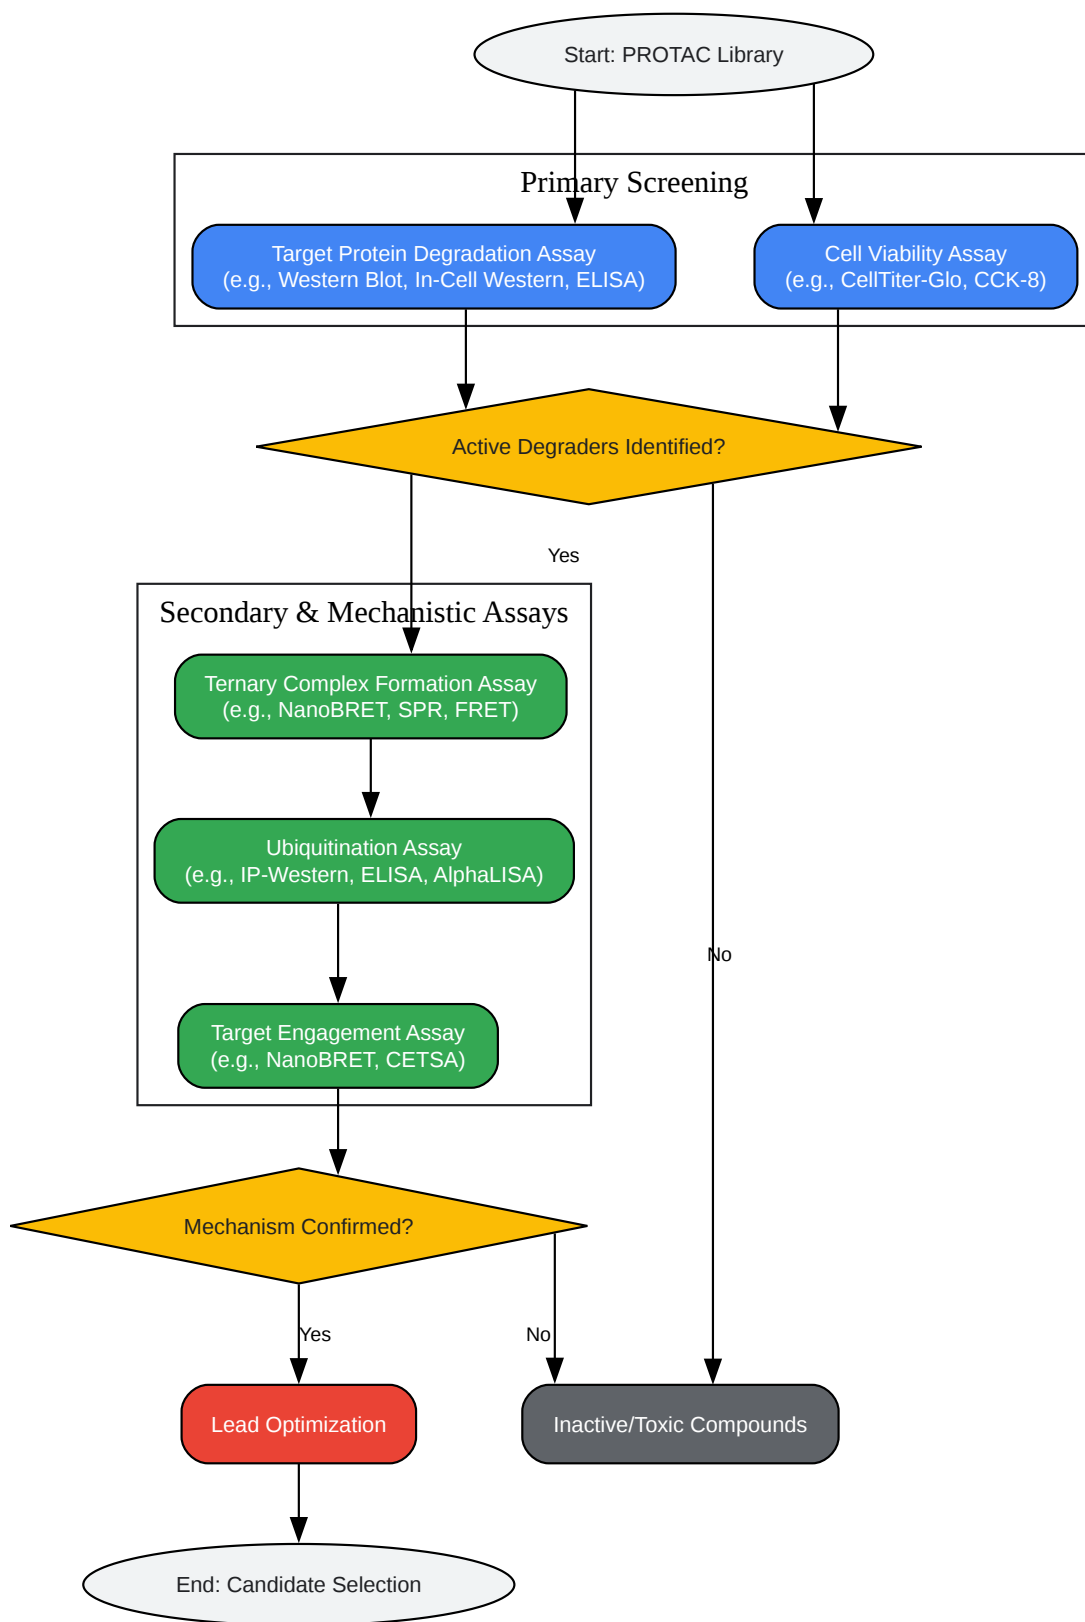 Start: PROTAC Library
Primary Screening
Target Protein Degradation Assay
(e.g., Western Blot, In-Cell Western, ELISA)
Cell Viability Assay
(e.g., CellTiter-Glo, CCK-8)
Active Degraders Identified?
Yes
Secondary & Mechanistic Assays
Ternary Complex Formation Assay
(e.g., NanoBRET, SPR, FRET)
Ubiquitination Assay
(e.g., IP-Western, ELISA, AlphaLISA)
No
Target Engagement Assay
(e.g., NanoBRET, CETSA)
Mechanism Confirmed?
Yes
No
Lead Optimization
Inactive/Toxic Compounds
End: Candidate Selection